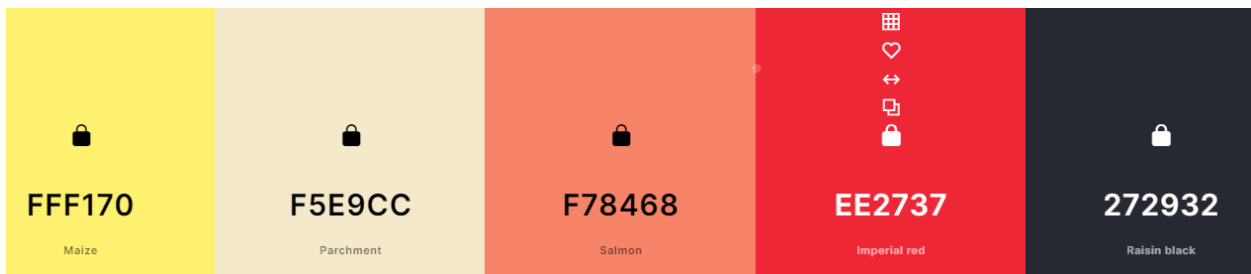 FFF170
Maize
F5E9CC
Parchment
F78468
Salmon
EE2737
Imperial red
272932
Raisin black